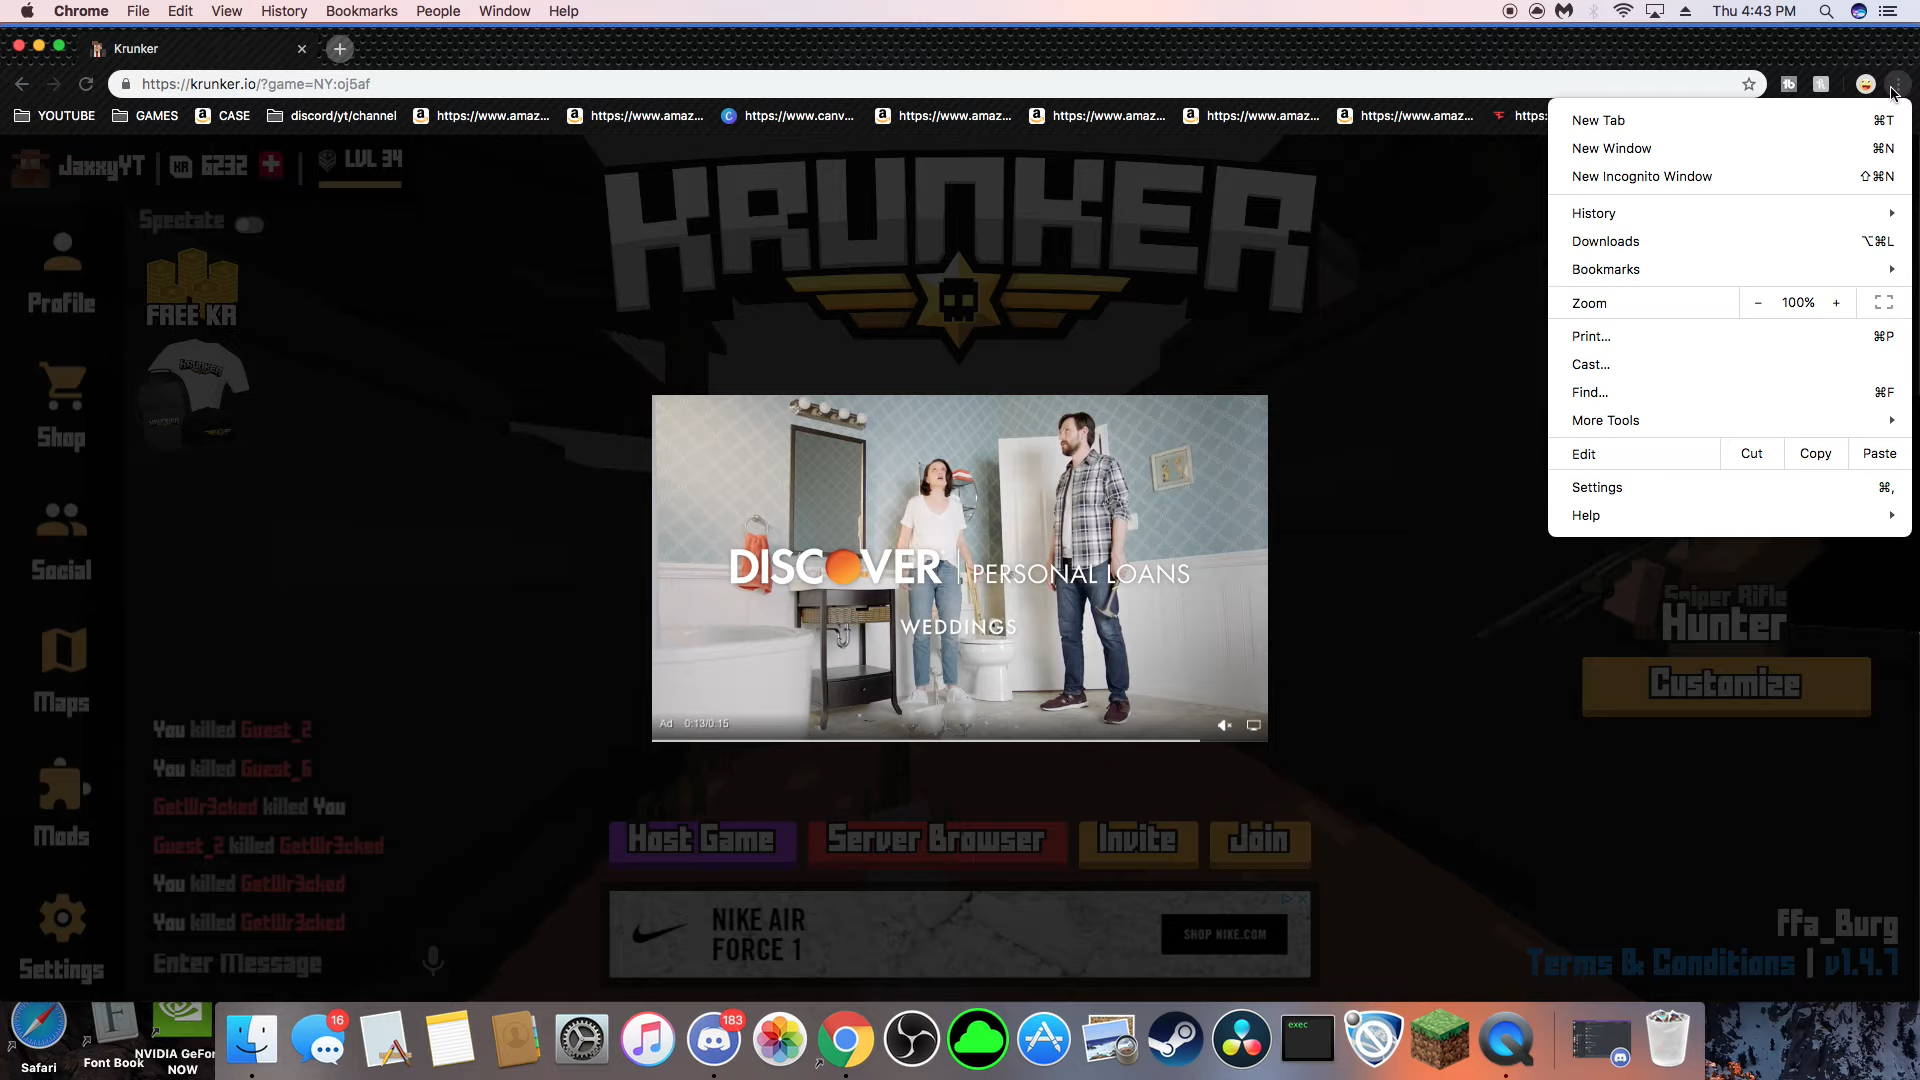 Chrome File Edit View History Bookmarks People Window Help Thu 4:43 PM
Krunker
https://krunker.io/?game=NY:oj5af
YOUTUBE GAMES CASE discord/yt/channel https://www.amaz... https://www.amaz... https://www.canv... https://www.amaz... https://www.amaz... https://www.amaz... https://www.amaz... https:
JaxxyYT | KR 6232 | LVL 34
Spectate
FREE KR
Profile
Shop
Social
Maps
Mods
Settings
KRUNKER
New Tab ⌘T
New Window ⌘N
New Incognito Window ⇧⌘N
History
Downloads ⌥⌘L
Bookmarks
Zoom - 100% +
Print... ⌘P
Cast...
Find... ⌘F
More Tools
Edit Cut Copy Paste
Settings ⌘,
Help
DISCOVER | PERSONAL LOANS
WEDDINGS
Ad 0:13/0:15
Sniper Rifle
Hunter
Customize
You killed Guest_2
You killed Guest_6
GetWr3cked killed You
Guest_2 killed GetWr3cked
You killed GetWr3cked
You killed GetWr3cked
Enter Message
Host Game Server Browser Invite Join
NIKE AIR
FORCE 1
SHOP NIKE.COM
ffa_Burg
Terms & Conditions | v1.4.7
16
183
exec
Safari
Font Book
NVIDIA GeFor
NOW